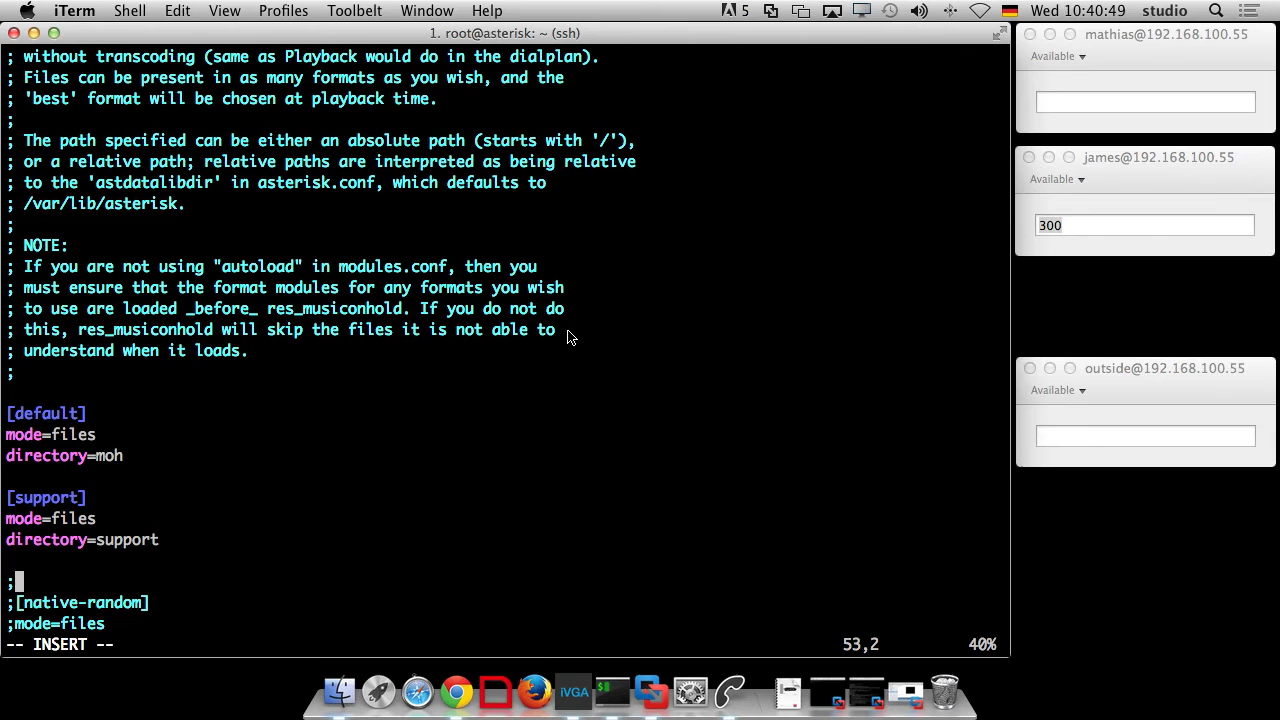 iTerm Shell Edit View Profiles Toolbelt Window Help 5 Wed 10:40:49 studio
1. root@asterisk: ~ (ssh)
; without transcoding (same as Playback would do in the dialplan).
; Files can be present in as many formats as you wish, and the
; 'best' format will be chosen at playback time.
;
; The path specified can be either an absolute path (starts with '/'),
; or a relative path; relative paths are interpreted as being relative
; to the 'astdatalibdir' in asterisk.conf, which defaults to
; /var/lib/asterisk.
;
; NOTE:
; If you are not using "autoload" in modules.conf, then you
; must ensure that the format modules for any formats you wish
; to use are loaded _before_ res_musiconhold. If you do not do
; this, res_musiconhold will skip the files it is not able to
; understand when it loads.
;
[default]
mode=files
directory=moh
[support]
mode=files
directory=support
;
;[native-random]
;mode=files
-- INSERT -- 53,2 40%
mathias@192.168.100.55
Available
james@192.168.100.55
Available
300
outside@192.168.100.55
Available
iVGA